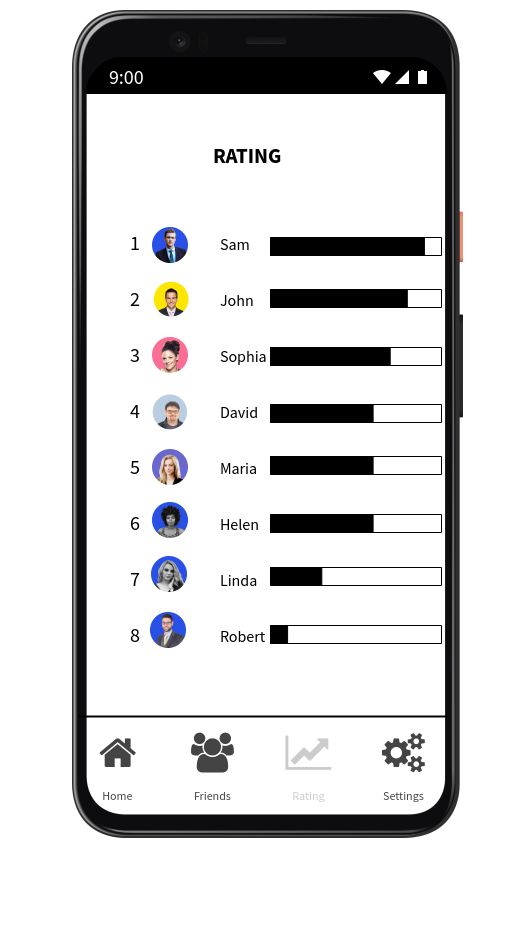 9:00
RATING
1 Sam
2 John
3 Sophia
4 David
5 Maria
6 Helen
7 Linda
8 Robert
Home Friends Rating Settings